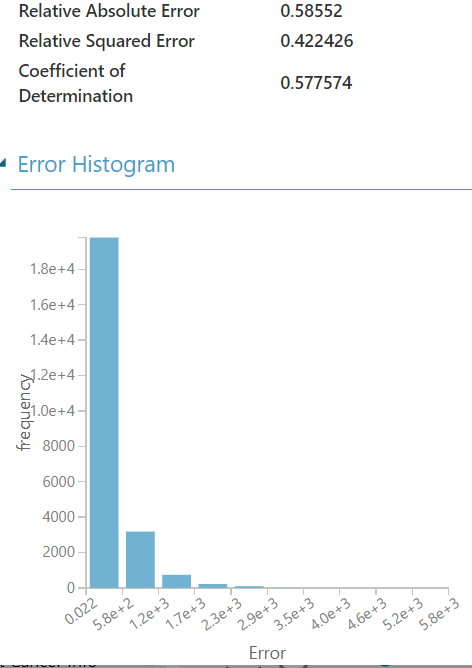 Relative Absolute Error 0.58552
Relative Squared Error 0.422426
Coefficient of
Determination 0.577574
Error Histogram
1.8e+4
1.6e+4
1.4e+4
1.2e+4
1.0e+4
8000
6000
4000
2000
0
frequency
0.022 5.8e+2 1.2e+3 1.7e+3 2.3e+3 2.9e+3 3.5e+3 4.0e+3 4.6e+3 5.2e+3 5.8e+3
Error